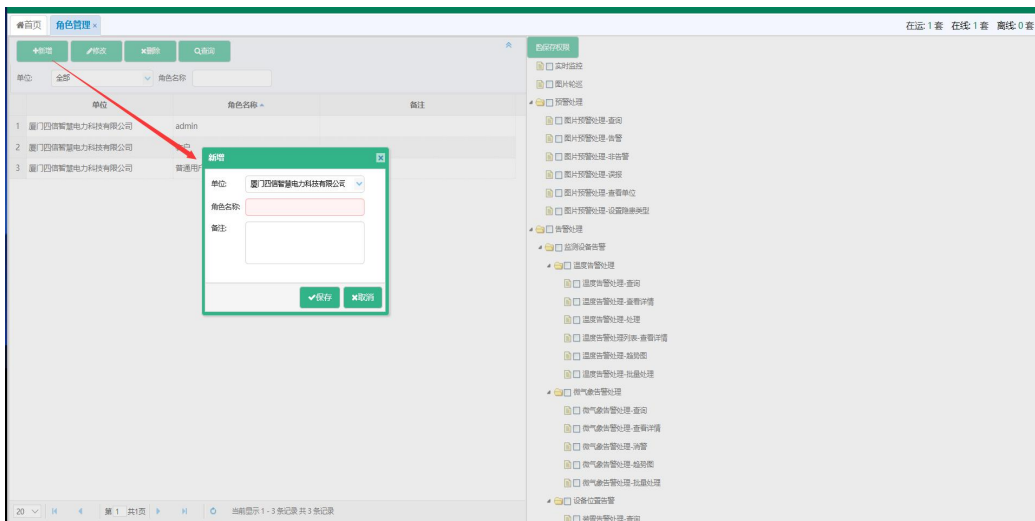 首页 角色管理× 在运:1套 在线:1套 离线:0套
+新增 修改 ×删除 查询
单位: 全部 角色名称
单位 角色名称 备注
1 厦门四信智慧电力科技有限公司 admin
2 厦门四信智慧电力科技有限公司
3 厦门四信智慧电力科技有限公司 普通用户
新增
单位: 厦门四信智慧电力科技有限公司
角色名称:
备注:
保存 ×取消
20 第 1 共1页 当前显示 1 - 3 条记录 共 3 条记录
保存权限
实时监控
图片轮巡
预警处理
图片预警处理-查询
图片预警处理-告警
图片预警处理-非告警
图片预警处理-误报
图片预警处理-查看单位
图片预警处理-设置隐患类型
告警处理
监测设备告警
温度告警处理
温度告警处理-查询
温度告警处理-查看详情
温度告警处理-处理
温度告警处理列表-查看详情
温度告警处理-趋势图
温度告警处理-批量处理
微气象告警处理
微气象告警处理-查询
微气象告警处理-查看详情
微气象告警处理-消警
微气象告警处理-趋势图
微气象告警处理-批量处理
设备位置告警
装置告警处理-查询